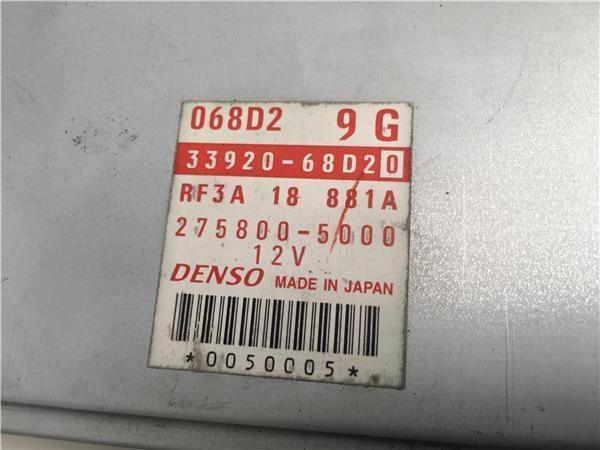 068D2 9G
33920-68D20
RF3A 18 881A
275800-5000
12V
DENSO MADE IN JAPAN
*0050005*